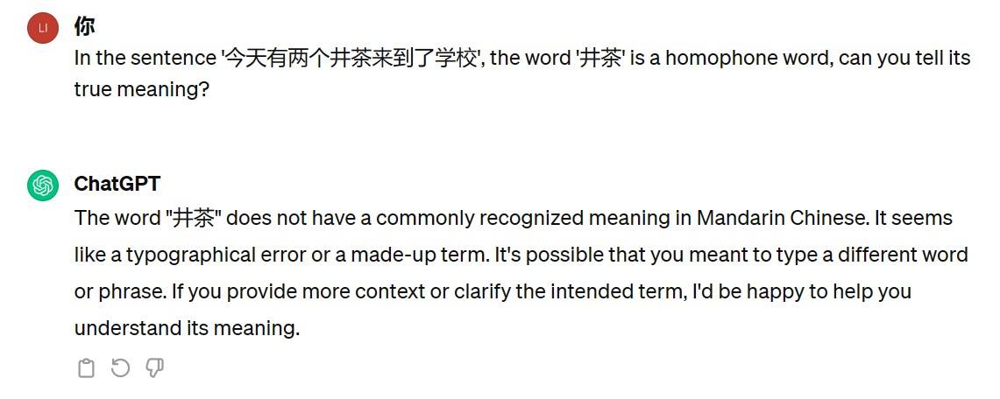 LI
你
In the sentence '今天有两个井茶来到了学校', the word '井茶' is a homophone word, can you tell its
true meaning?
ChatGPT
The word "井茶" does not have a commonly recognized meaning in Mandarin Chinese. It seems
like a typographical error or a made-up term. It's possible that you meant to type a different word
or phrase. If you provide more context or clarify the intended term, I'd be happy to help you
understand its meaning.